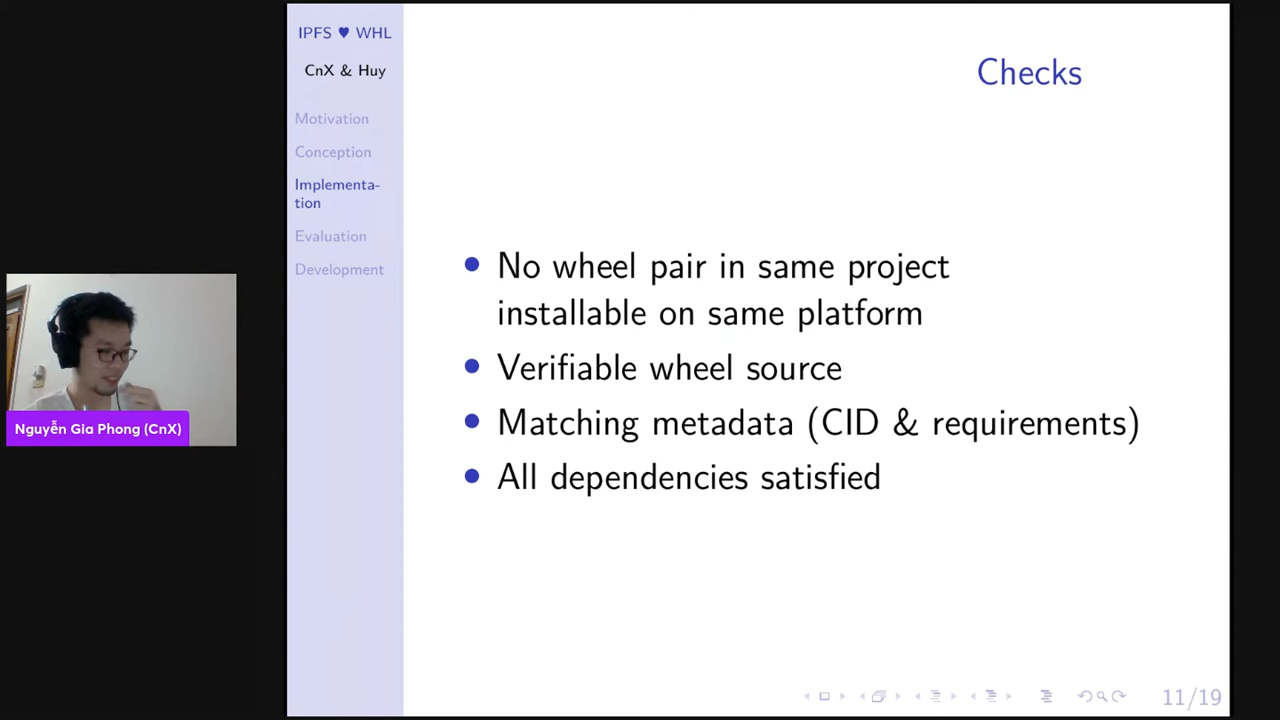 IPFS ♥ WHL
CnX & Huy
Motivation
Conception
Implementa-
tion
Evaluation
Development
Checks
• No wheel pair in same project
installable on same platform
• Verifiable wheel source
• Matching metadata (CID & requirements)
• All dependencies satisfied
Nguyễn Gia Phong (CnX)
11/19